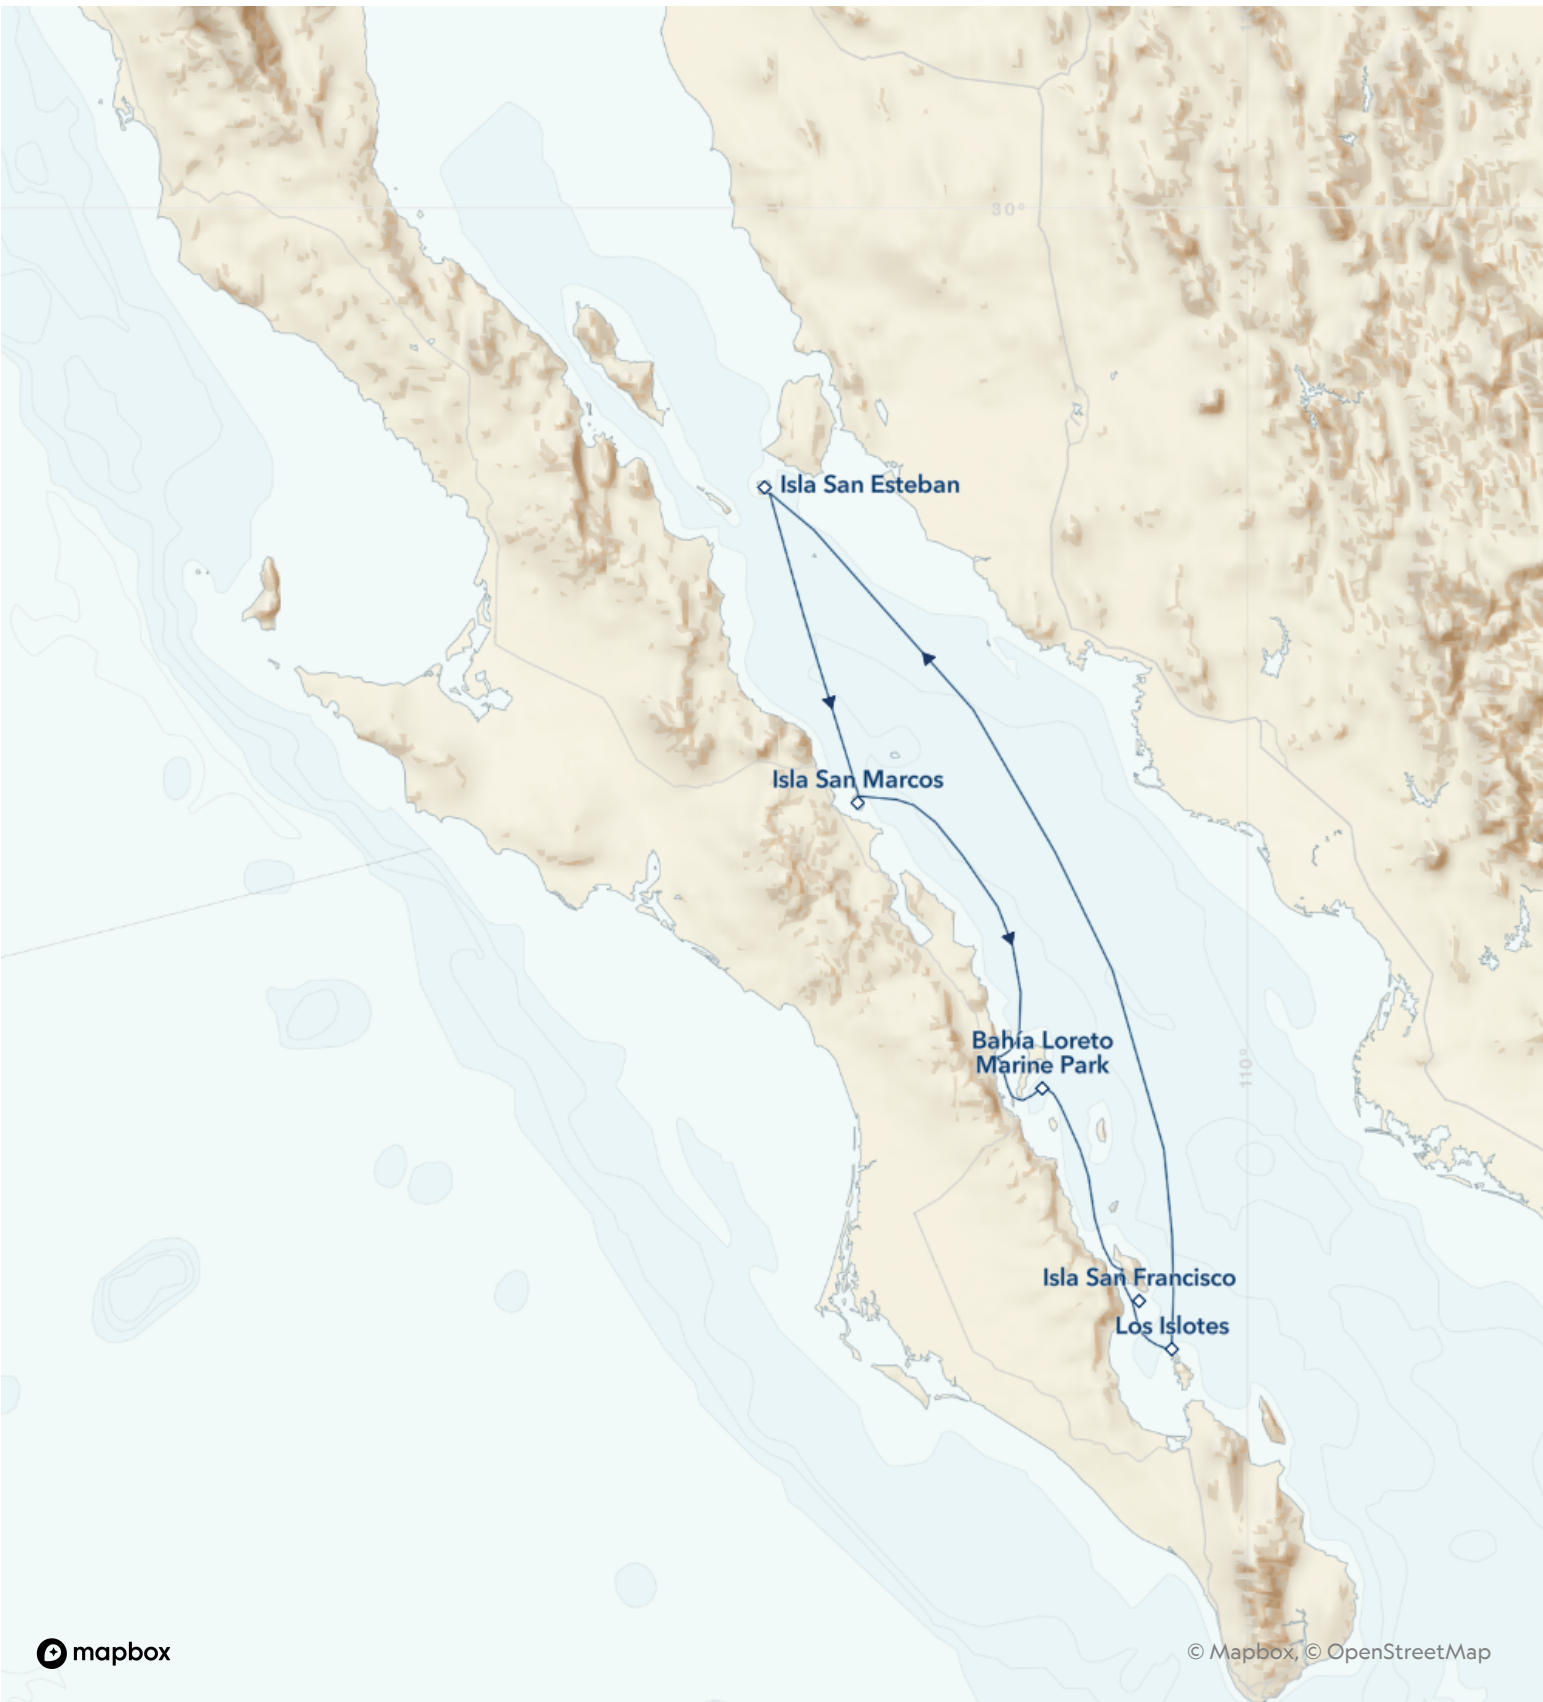 30°
Isla San Esteban
Isla San Marcos
Bahía Loreto
Marine Park
110°
Isla San Francisco
Los Islotes
mapbox
© Mapbox, © OpenStreetMap